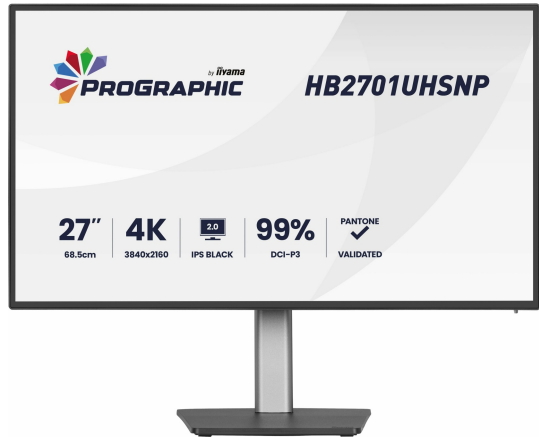 by iiyama
PROGRAPHIC
HB2701UHSNP
27″ 4K 2.0 99% PANTONE
68.5cm 3840x2160 IPS BLACK DCI-P3 VALIDATED